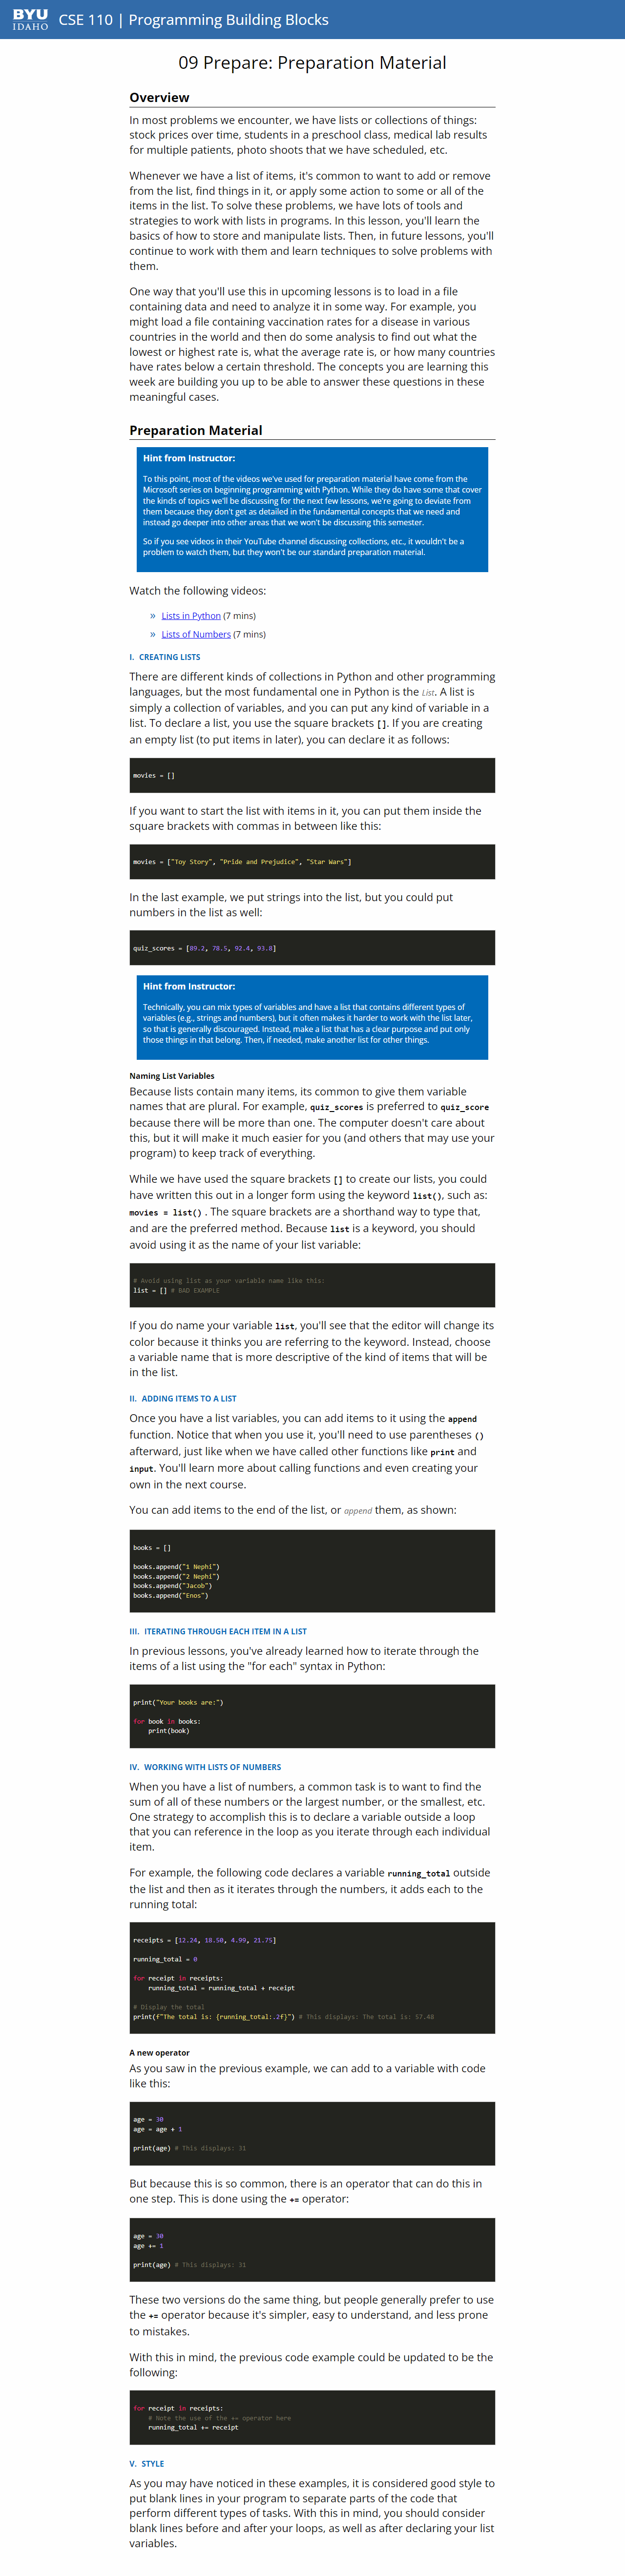 BYU
IDAHO
CSE 110 | Programming Building Blocks
09 Prepare: Preparation Material
Overview
In most problems we encounter, we have lists or collections of things:
stock prices over time, students in a preschool class, medical lab results
for multiple patients, photo shoots that we have scheduled, etc.
Whenever we have a list of items, it's common to want to add or remove
from the list, find things in it, or apply some action to some or all of the
items in the list. To solve these problems, we have lots of tools and
strategies to work with lists in programs. In this lesson, you'll learn the
basics of how to store and manipulate lists. Then, in future lessons, you'll
continue to work with them and learn techniques to solve problems with
them.
One way that you'll use this in upcoming lessons is to load in a file
containing data and need to analyze it in some way. For example, you
might load a file containing vaccination rates for a disease in various
countries in the world and then do some analysis to find out what the
lowest or highest rate is, what the average rate is, or how many countries
have rates below a certain threshold. The concepts you are learning this
week are building you up to be able to answer these questions in these
meaningful cases.
Preparation Material
Hint from Instructor:
To this point, most of the videos we've used for preparation material have come from the
Microsoft series on beginning programming with Python. While they do have some that cover
the kinds of topics we'll be discussing for the next few lessons, we're going to deviate from
them because they don't get as detailed in the fundamental concepts that we need and
instead go deeper into other areas that we won't be discussing this semester.
So if you see videos in their YouTube channel discussing collections, etc., it wouldn't be a
problem to watch them, but they won't be our standard preparation material.
Watch the following videos:
» Lists in Python (7 mins)
» Lists of Numbers (7 mins)
I. CREATING LISTS
There are different kinds of collections in Python and other programming
languages, but the most fundamental one in Python is the List. A list is
simply a collection of variables, and you can put any kind of variable in a
list. To declare a list, you use the square brackets []. If you are creating
an empty list (to put items in later), you can declare it as follows:
movies = []
If you want to start the list with items in it, you can put them inside the
square brackets with commas in between like this:
movies = ["Toy Story", "Pride and Prejudice", "Star Wars"]
In the last example, we put strings into the list, but you could put
numbers in the list as well:
quiz_scores = [89.2, 78.5, 92.4, 93.8]
Hint from Instructor:
Technically, you can mix types of variables and have a list that contains different types of
variables (e.g., strings and numbers), but it often makes it harder to work with the list later,
so that is generally discouraged. Instead, make a list that has a clear purpose and put only
those things in that belong. Then, if needed, make another list for other things.
Naming List Variables
Because lists contain many items, its common to give them variable
names that are plural. For example, quiz_scores is preferred to quiz_score
because there will be more than one. The computer doesn't care about
this, but it will make it much easier for you (and others that may use your
program) to keep track of everything.
While we have used the square brackets [] to create our lists, you could
have written this out in a longer form using the keyword list(), such as:
movies = list() . The square brackets are a shorthand way to type that,
and are the preferred method. Because list is a keyword, you should
avoid using it as the name of your list variable:
# Avoid using list as your variable name like this:
list = [] # BAD EXAMPLE
If you do name your variable list, you'll see that the editor will change its
color because it thinks you are referring to the keyword. Instead, choose
a variable name that is more descriptive of the kind of items that will be
in the list.
II. ADDING ITEMS TO A LIST
Once you have a list variables, you can add items to it using the append
function. Notice that when you use it, you'll need to use parentheses ()
afterward, just like when we have called other functions like print and
input. You'll learn more about calling functions and even creating your
own in the next course.
You can add items to the end of the list, or append them, as shown:
books = []
books.append("1 Nephi")
books.append("2 Nephi")
books.append("Jacob")
books.append("Enos")
III. ITERATING THROUGH EACH ITEM IN A LIST
In previous lessons, you've already learned how to iterate through the
items of a list using the "for each" syntax in Python:
print("Your books are:")
for book in books:
print(book)
IV. WORKING WITH LISTS OF NUMBERS
When you have a list of numbers, a common task is to want to find the
sum of all of these numbers or the largest number, or the smallest, etc.
One strategy to accomplish this is to declare a variable outside a loop
that you can reference in the loop as you iterate through each individual
item.
For example, the following code declares a variable running_total outside
the list and then as it iterates through the numbers, it adds each to the
running total:
receipts = [12.24, 18.50, 4.99, 21.75]
running_total = 0
for receipt in receipts:
running_total = running_total + receipt
# Display the total
print(f"The total is: {running_total:.2f}") # This displays: The total is: 57.48
A new operator
As you saw in the previous example, we can add to a variable with code
like this:
age = 30
age = age + 1
print(age) # This displays: 31
But because this is so common, there is an operator that can do this in
one step. This is done using the += operator:
age = 30
age += 1
print(age) # This displays: 31
These two versions do the same thing, but people generally prefer to use
the += operator because it's simpler, easy to understand, and less prone
to mistakes.
With this in mind, the previous code example could be updated to be the
following:
for receipt in receipts:
# Note the use of the += operator here
running_total += receipt
V. STYLE
As you may have noticed in these examples, it is considered good style to
put blank lines in your program to separate parts of the code that
perform different types of tasks. With this in mind, you should consider
blank lines before and after your loops, as well as after declaring your list
variables.